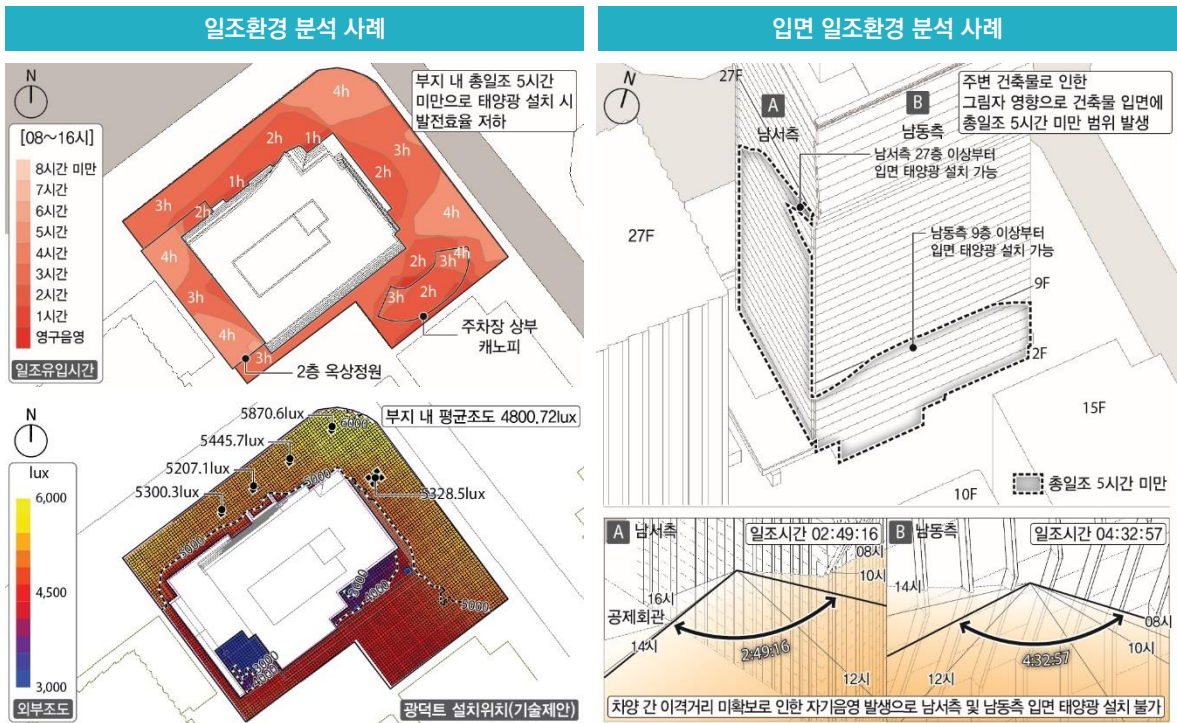 일조환경 분석 사례
N
부지 내 총일조 5시간
미만으로 태양광 설치 시
발전효율 저하
[08~16시]
8시간 미만
7시간
6시간
5시간
4시간
3시간
2시간
1시간
영구음영
일조유입시간
4h
1h
2h
3h
1h
2h
3h
2h
4h
4h
2h
3h
4h
3h
2h
3h
4h
3h
주차장 상부
캐노피
2층 옥상정원
N
부지 내 평균조도 4800.72lux
lux
6,000
4,500
3,000
외부조도
5870.6lux
5445.7lux
5207.1lux
5300.3lux
5328.5lux
6000
5000
5000
5000
3000
4000
3000
4000
광덕트 설치위치(기술제안)
입면 일조환경 분석 사례
N
27F
A
남서측
B
남동측
주변 건축물로 인한
그림자 영향으로 건축물 입면에
총일조 5시간 미만 범위 발생
남서측 27층 이상부터
입면 태양광 설치 가능
27F
남동측 9층 이상부터
입면 태양광 설치 가능
9F
2F
15F
10F
총일조 5시간 미만
A 남서측
일조시간 02:49:16
08시
10시
16시
공제회관
14시
2:49:16
12시
B 남동측
일조시간 04:32:57
14시
08시
10시
4:32:57
12시
차양 간 이격거리 미확보로 인한 자기음영 발생으로 남서측 및 남동측 입면 태양광 설치 불가